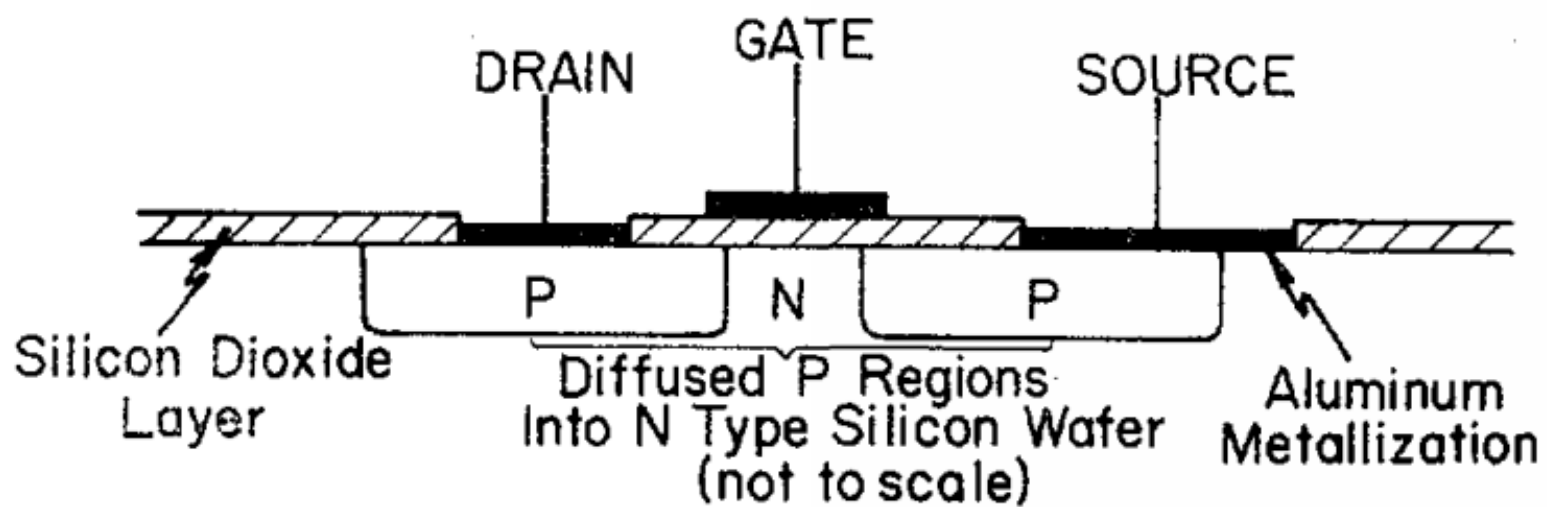 GATE
DRAIN
SOURCE
P
N
P
Silicon Dioxide
Layer
Diffused P Regions
Into N Type Silicon Wafer
(not to scale)
Aluminum
Metallization